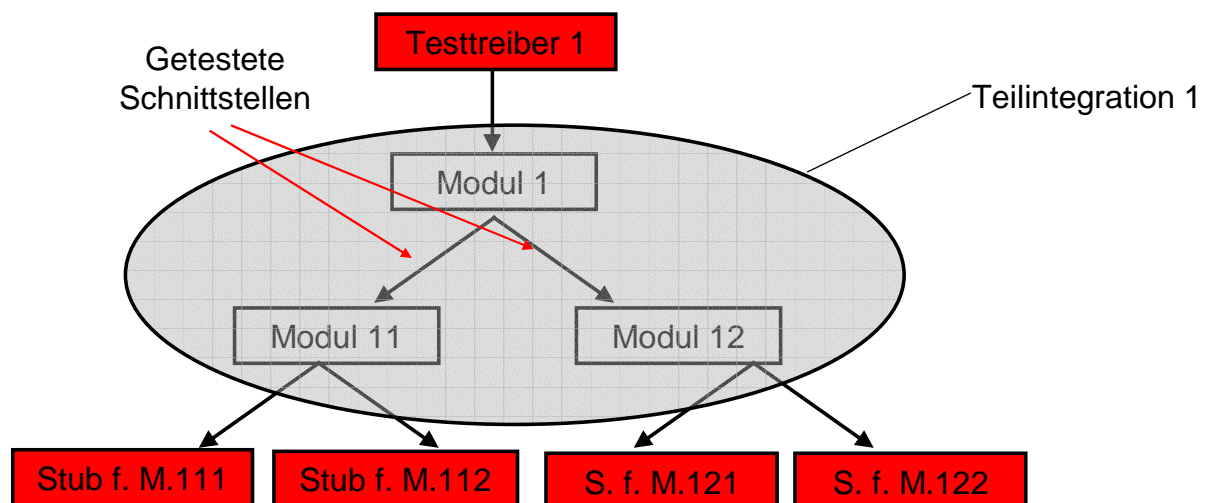 Testtreiber 1
Getestete
Schnittstellen
Teilintegration 1
Modul 1
Modul 11
Modul 12
Stub f. M.111
Stub f. M.112
S. f. M.121
S. f. M.122